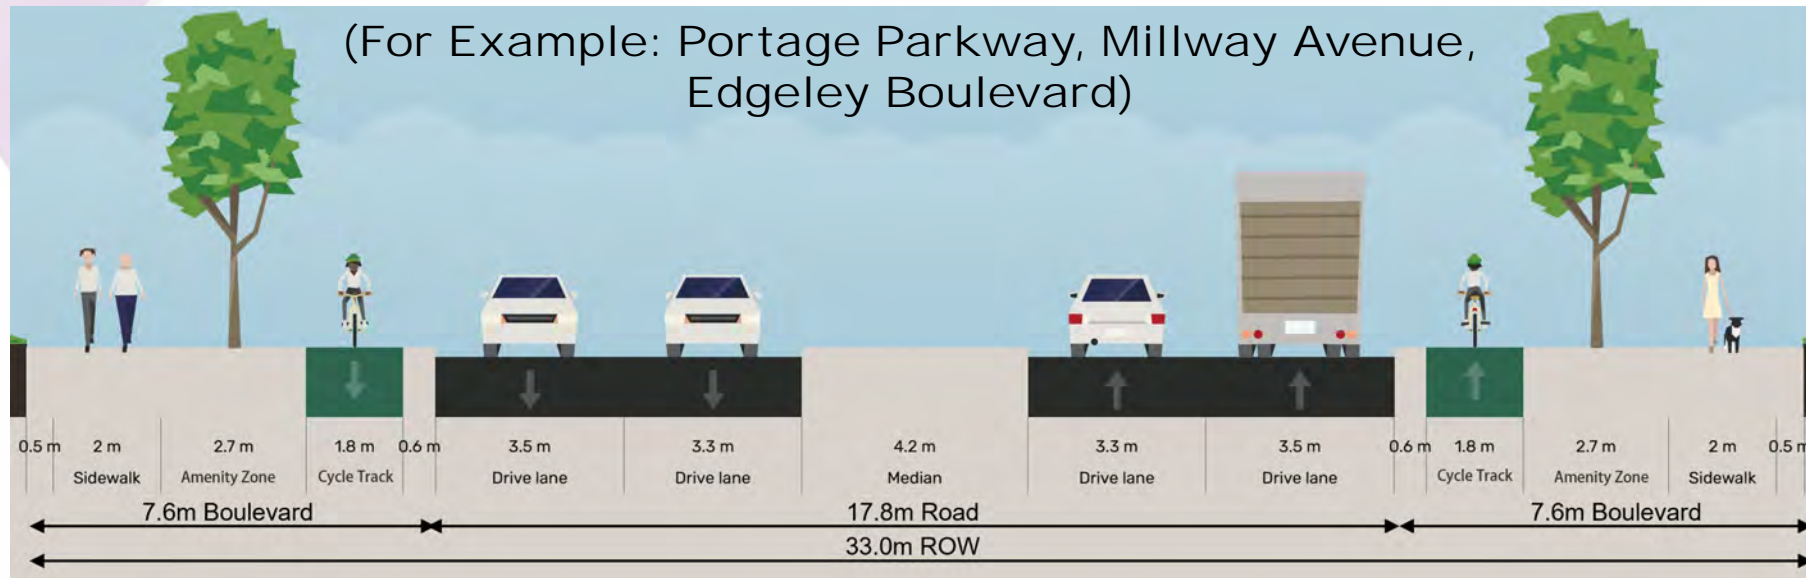 (For Example: Portage Parkway, Millway Avenue,
Edgeley Boulevard)
0.5 m 2 m 2.7 m 1.8 m 0.6 m 3.5 m 3.3 m 4.2 m 3.3 m 3.5 m 0.6 m 1.8 m 2.7 m 2 m 0.5 m
Sidewalk Amenity Zone Cycle Track Drive lane Drive lane Median Drive lane Drive lane Cycle Track Amenity Zone Sidewalk
7.6m Boulevard 17.8m Road 7.6m Boulevard
33.0m ROW